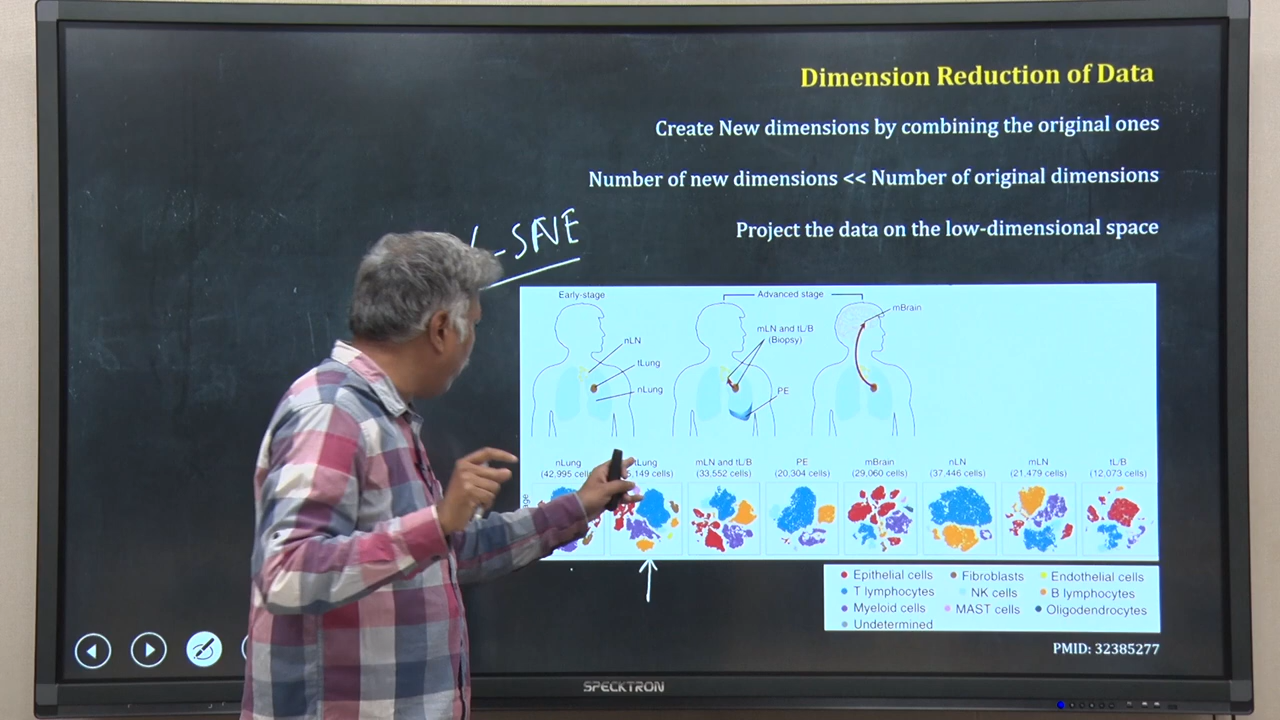 Dimension Reduction of Data
Create New dimensions by combining the original ones
Number of new dimensions << Number of original dimensions
Project the data on the low-dimensional space
Early-stage
Advanced stage
mBrain
nLN
mLN and tL/B
(Biopsy)
tLung
nLung
PE
nLung
(42,995 cells)
tLung
5,149 cells)
mLN and tL/B
(33,552 cells)
PE
(20,304 cells)
mBrain
(29,060 cells)
nLN
(37,446 cells)
mLN
(21,479 cells)
tL/B
(12,073 cells)
Epithelial cells
Fibroblasts
Endothelial cells
T lymphocytes
NK cells
B lymphocytes
Myeloid cells
MAST cells
Oligodendrocytes
Undetermined
PMID: 32385277
SPECKTRON